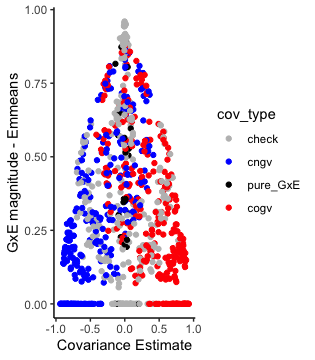 1.00
0.75
0.50
0.25
0.00
GxE magnitude - Emmeans
-1.0 -0.5 0.0 0.5 1.0
Covariance Estimate
cov_type
check
cngv
pure_GxE
cogv